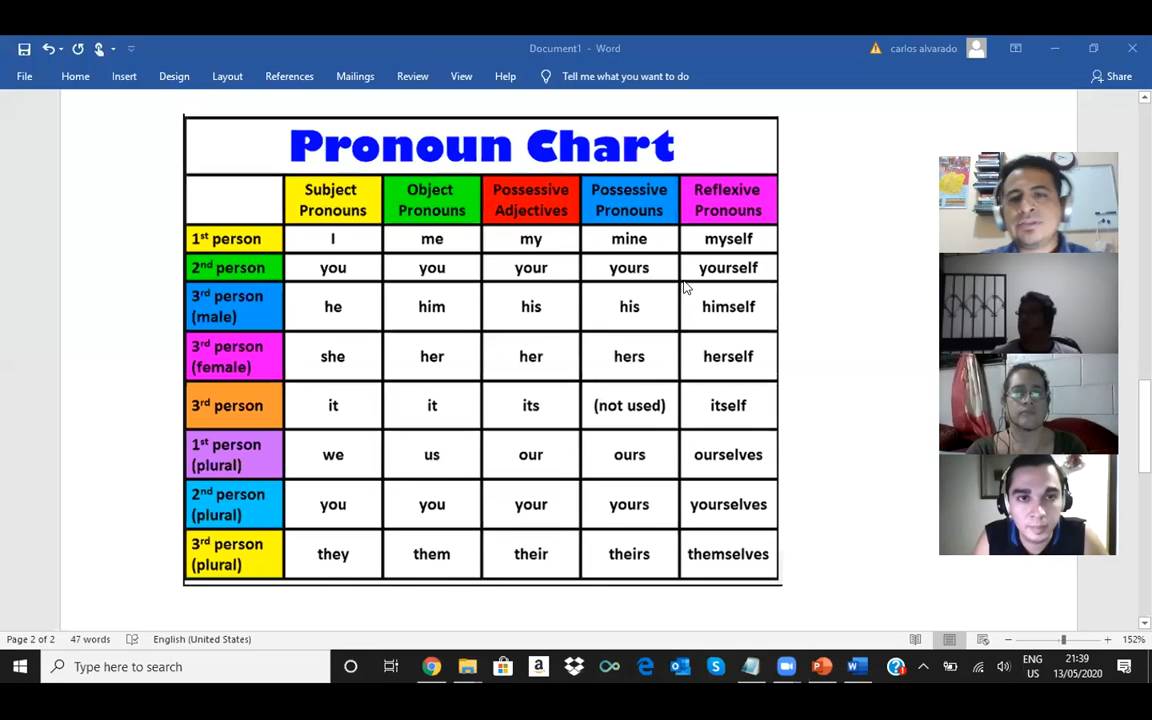 Document1 - Word
carlos alvarado
File Home Insert Design Layout References Mailings Review View Help Tell me what you want to do Share
Pronoun Chart
Subject Pronouns Object Pronouns Possessive Adjectives Possessive Pronouns Reflexive Pronouns
1st person I me my mine myself
2nd person you you your yours yourself
3rd person (male) he him his his himself
3rd person (female) she her her hers herself
3rd person it it its (not used) itself
1st person (plural) we us our ours ourselves
2nd person (plural) you you your yours yourselves
3rd person (plural) they them their theirs themselves
Page 2 of 2 47 words English (United States) 152%
Type here to search
ENG
US
21:39
13/05/2020